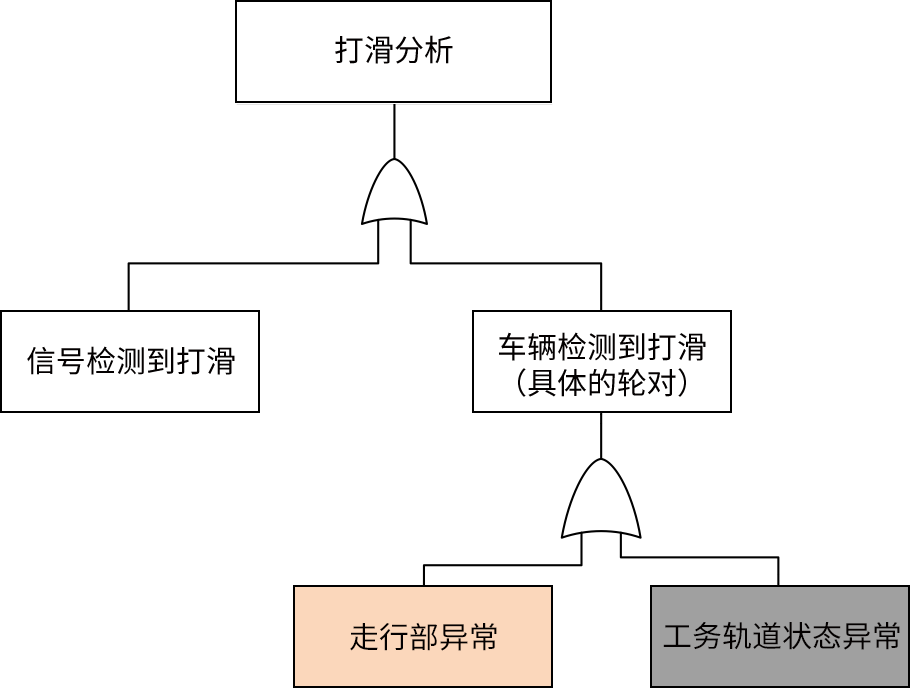 打滑分析
信号检测到打滑
车辆检测到打滑
（具体的轮对）
走行部异常
工务轨道状态异常